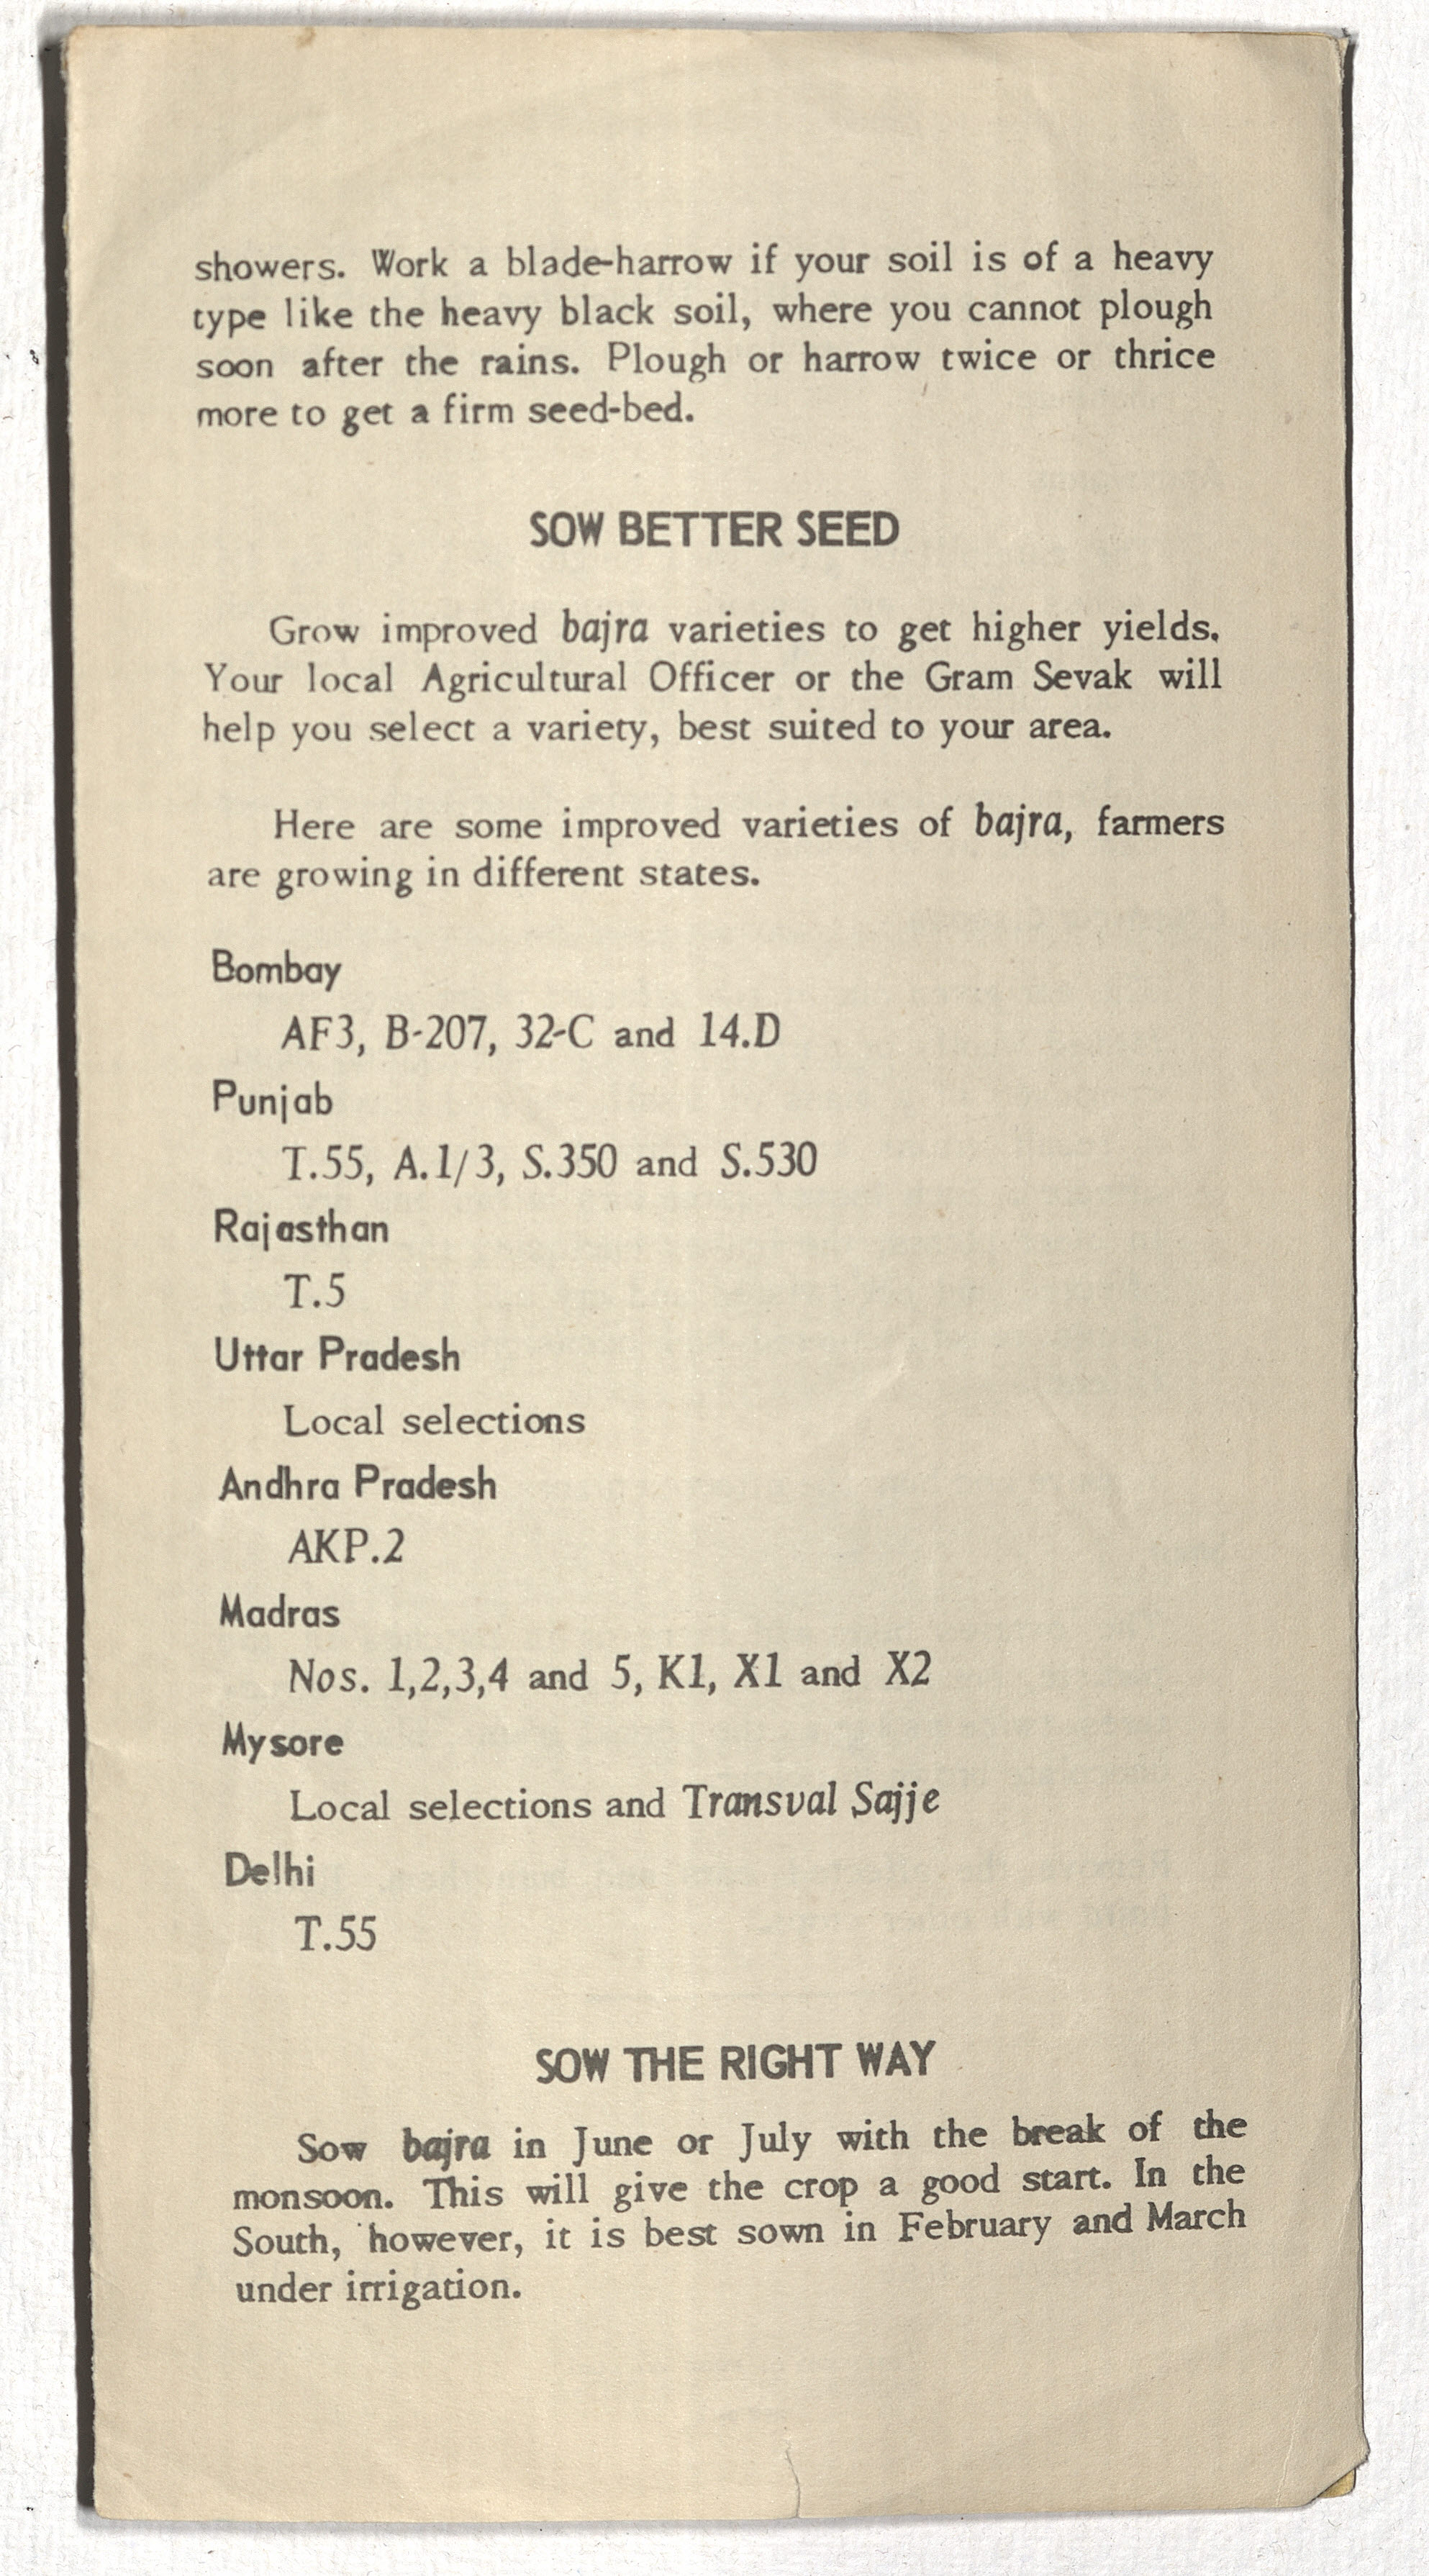 showers. Work a blade-harrow if your soil is of a heavy
type like the heavy black soil, where you cannot plough
soon after the rains. Plough or harrow twice or thrice
more to get a firm seed-bed.
SOW BETTER SEED
Grow improved bajra varieties to get higher yields.
Your local Agricultural Officer or the Gram Sevak will
help you select a variety, best suited to your area.
Here are some improved varieties of bajra, farmers
are growing in different states.
Bombay
AF3, B-207, 32-C and 14.D
Punjab
T.55, A.1/3, S.350 and S.530
Rajasthan
T.5
Uttar Pradesh
Local selections
Andhra Pradesh
AKP.2
Madras
Nos. 1,2,3,4 and 5, K1, X1 and X2
Mysore
Local selections and Transval Sajje
Delhi
T.55
SOW THE RIGHT WAY
Sow bajra in June or July with the break of the
monsoon. This will give the crop a good start. In the
South, however, it is best sown in February and March
under irrigation.